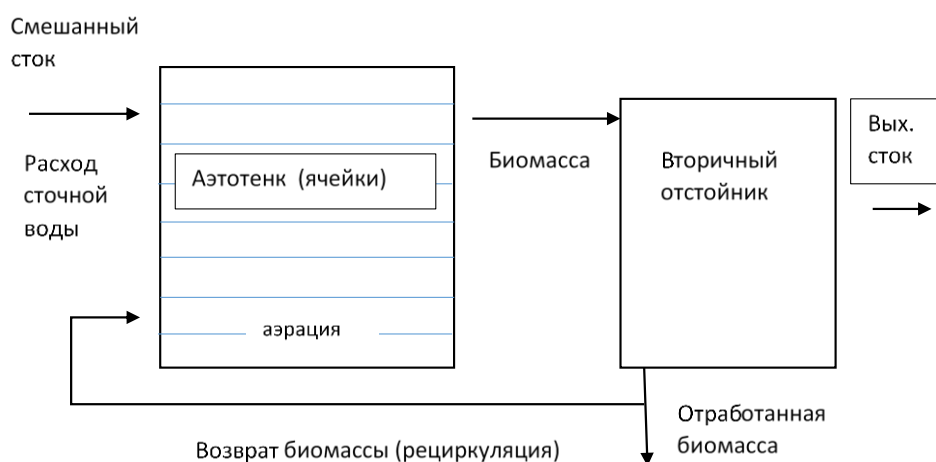 Смешанный
сток
Расход
сточной
воды
Аэтотенк (ячейки)
аэрация
Биомасса
Вторичный
отстойник
Вых.
сток
Возврат биомассы (рециркуляция)
Отработанная
биомасса